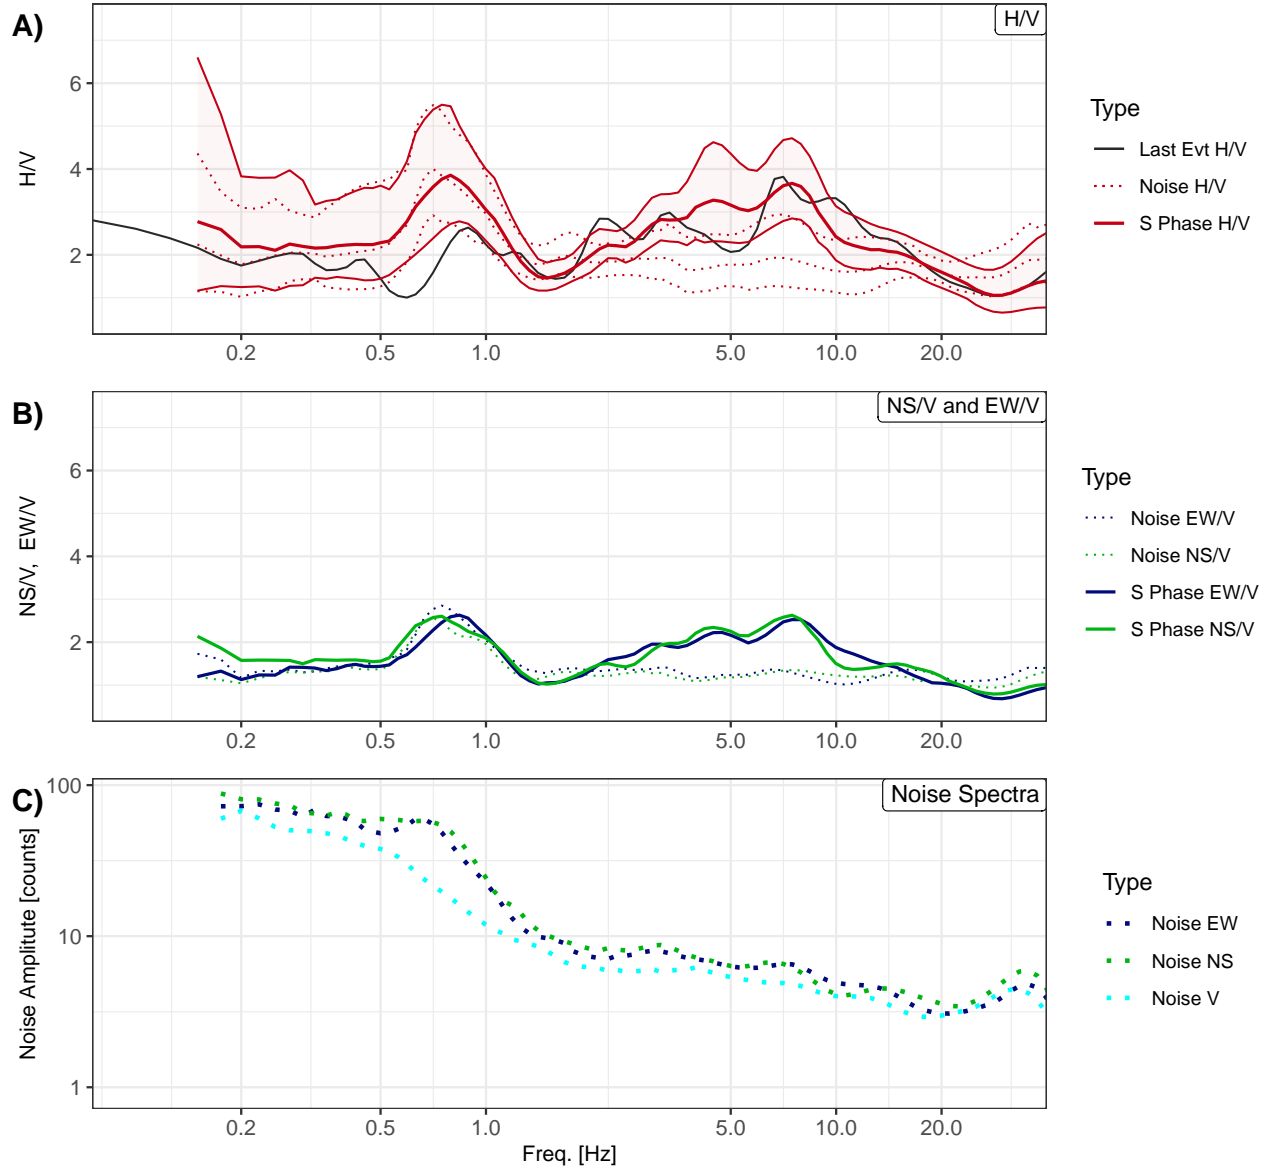 A)
H/V
H/V
6
4
2
0.2
0.5
1.0
5.0
10.0
20.0
Type
Last Evt H/V
Noise H/V
S Phase H/V
B)
NS/V and EW/V
NS/V,  EW/V
6
4
2
0.2
0.5
1.0
5.0
10.0
20.0
Type
Noise EW/V
Noise NS/V
S Phase EW/V
S Phase NS/V
C)
Noise Spectra
Noise Amplitute [counts]
100
10
1
0.2
0.5
1.0
5.0
10.0
20.0
Freq. [Hz]
Type
Noise EW
Noise NS
Noise V